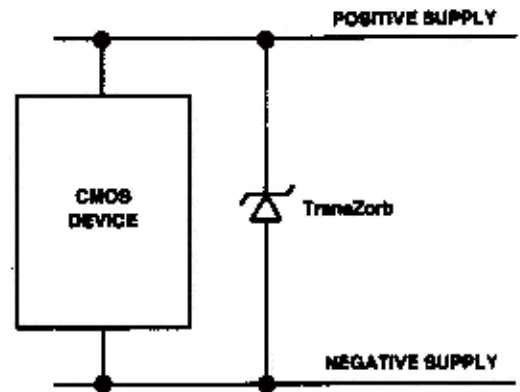 POSITIVE SUPPLY
CMOS
DEVICE
TransZorb
NEGATIVE SUPPLY